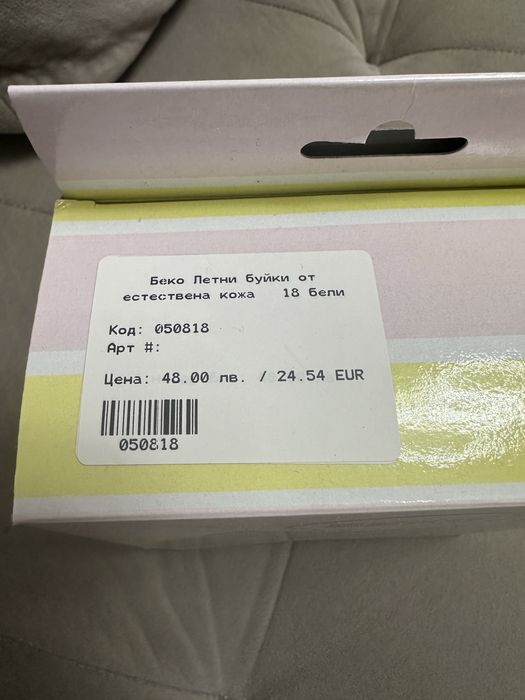 Беко Летни буйки от
естествена кожа 18 бели
Код: 050818
Арт #:
Цена: 48.00 лв. / 24.54 EUR
050818